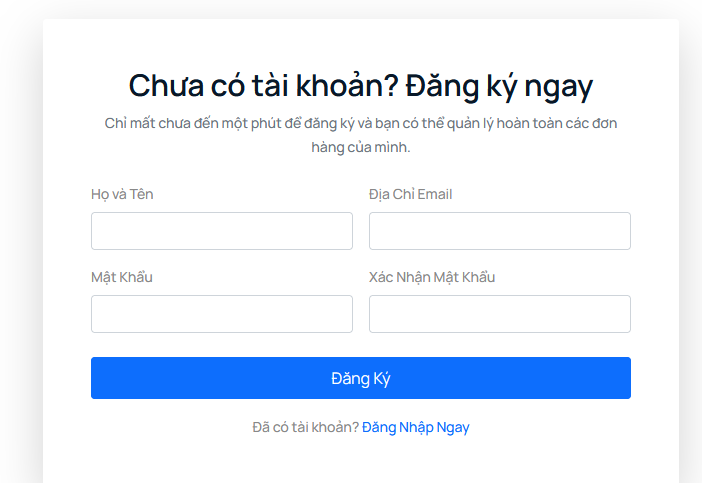 Chưa có tài khoản? Đăng ký ngay
Chỉ mất chưa đến một phút để đăng ký và bạn có thể quản lý hoàn toàn các đơn
hàng của mình.
Họ và Tên
Địa Chỉ Email
Mật Khẩu
Xác Nhận Mật Khẩu
Đăng Ký
Đã có tài khoản? Đăng Nhập Ngay